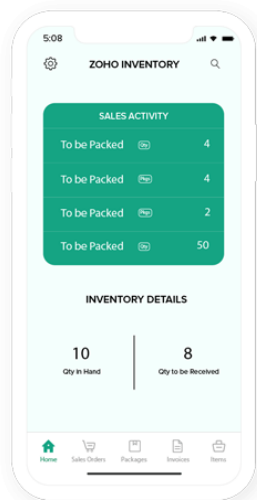 5:08
ZOHO INVENTORY
SALES ACTIVITY
To be Packed Qty 4
To be Packed Pkgs 4
To be Packed Pkgs 2
To be Packed Qty 50
INVENTORY DETAILS
10 8
Qty in Hand Qty to be Received
Home Sales Orders Packages Invoices Items